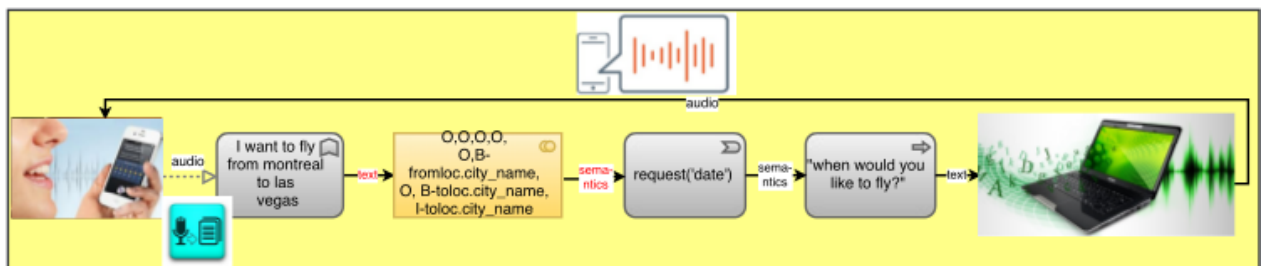 audio
audio
I want to fly
from montreal
to las
vegas
text
O,O,O,O,
O,B-
fromloc.city_name,
O, B-toloc.city_name,
I-toloc.city_name
sema-
ntics
request('date')
sema-
ntics
"when would you
like to fly?"
text